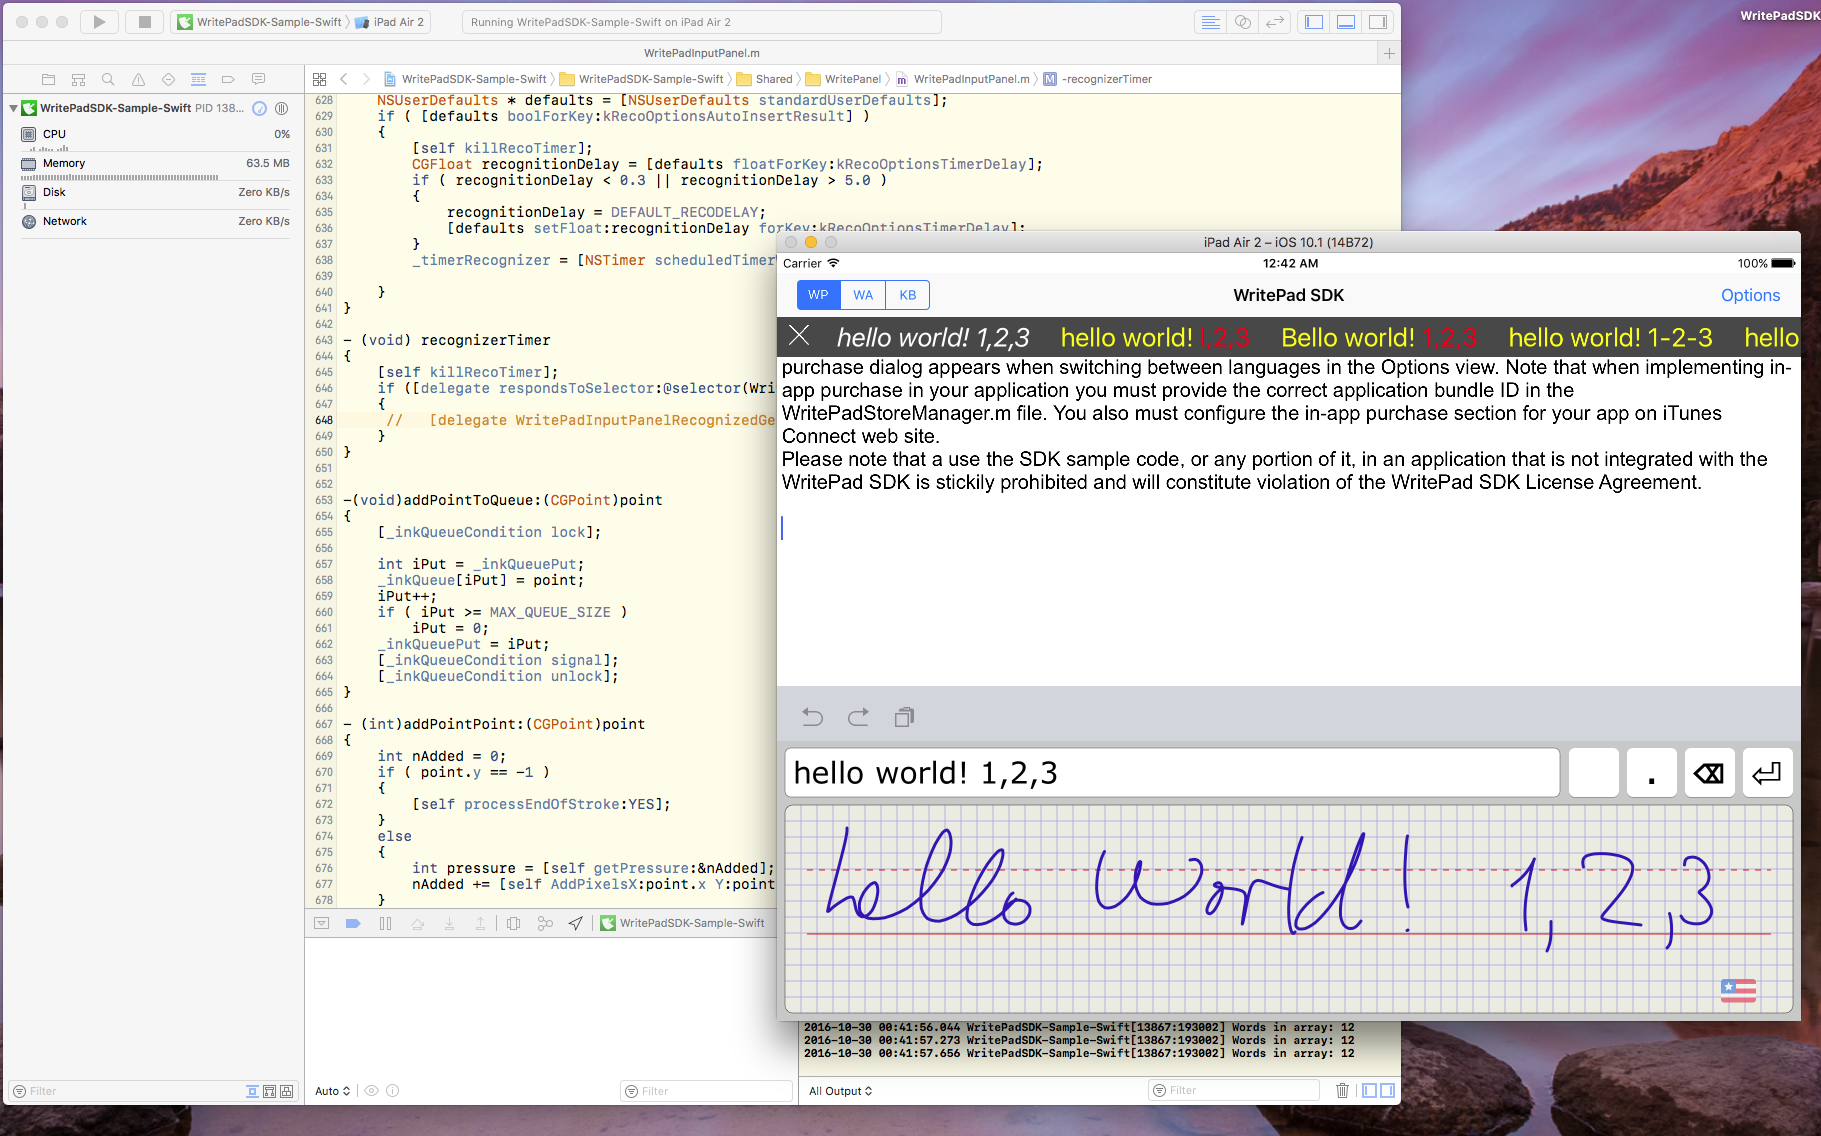 WritePadSDK
WritePadSDK-Sample-Swift iPad Air 2
Running WritePadSDK-Sample-Swift on iPad Air 2
WritePadInputPanel.m
WritePadSDK-Sample-Swift WritePadSDK-Sample-Swift Shared WritePanel WritePadInputPanel.m M -recognizerTimer
WritePadSDK-Sample-Swift PID 138...
CPU 0%
Memory 63.5 MB
Disk Zero KB/s
Network Zero KB/s
628 NSUserDefaults * defaults = [NSUserDefaults standardUserDefaults];
629 if ( [defaults boolForKey:kRecoOptionsAutoInsertResult] )
630 {
631 [self killRecoTimer];
632 CGFloat recognitionDelay = [defaults floatForKey:kRecoOptionsTimerDelay];
633 if ( recognitionDelay < 0.3 || recognitionDelay > 5.0 )
634 {
635 recognitionDelay = DEFAULT_RECODELAY;
636 [defaults setFloat:recognitionDelay forKey:kRecoOptionsTimerDelay];
637 }
638 _timerRecognizer = [NSTimer scheduledTimer
639
640 }
641 }
642
643 - (void) recognizerTimer
644 {
645 [self killRecoTimer];
646 if ([delegate respondsToSelector:@selector(Wri
647 {
648 // [delegate WritePadInputPanelRecognizedGe
649 }
650 }
651
652
653 -(void)addPointToQueue:(CGPoint)point
654 {
655 [_inkQueueCondition lock];
656
657 int iPut = _inkQueuePut;
658 _inkQueue[iPut] = point;
659 iPut++;
660 if ( iPut >= MAX_QUEUE_SIZE )
661 iPut = 0;
662 _inkQueuePut = iPut;
663 [_inkQueueCondition signal];
664 [_inkQueueCondition unlock];
665 }
666
667 - (int)addPointPoint:(CGPoint)point
668 {
669 int nAdded = 0;
670 if ( point.y == -1 )
671 {
672 [self processEndOfStroke:YES];
673 }
674 else
675 {
676 int pressure = [self getPressure:&nAdded];
677 nAdded += [self AddPixelsX:point.x Y:point
678 }
WritePadSDK-Sample-Swift
iPad Air 2 – iOS 10.1 (14B72)
Carrier 12:42 AM 100%
WP WA KB WritePad SDK Options
hello world! 1,2,3 hello world! l,2,3 Bello world! 1,2,3 hello world! 1-2-3 hello
purchase dialog appears when switching between languages in the Options view. Note that when implementing in-
app purchase in your application you must provide the correct application bundle ID in the
WritePadStoreManager.m file. You also must configure the in-app purchase section for your app on iTunes
Connect web site.
Please note that a use the SDK sample code, or any portion of it, in an application that is not integrated with the
WritePad SDK is stickily prohibited and will constitute violation of the WritePad SDK License Agreement.
hello world! 1,2,3 .
hello World! 1,2,3
2016-10-30 00:41:56.044 WritePadSDK-Sample-Swift[13867:193002] Words in array: 12
2016-10-30 00:41:57.273 WritePadSDK-Sample-Swift[13867:193002] Words in array: 12
2016-10-30 00:41:57.656 WritePadSDK-Sample-Swift[13867:193002] Words in array: 12
Filter Auto Filter All Output Filter